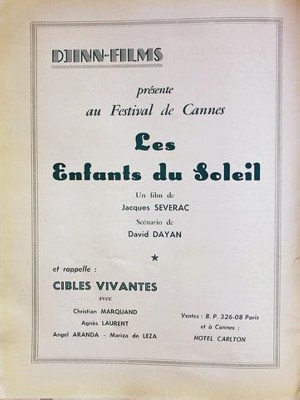 DJINN-FILMS
présente
au Festival de Cannes
Les
Enfants du Soleil
Un film de
Jacques SEVERAC
Scénario de
David DAYAN
et rappelle :
CIBLES VIVANTES
avec
Christian MARQUAND
Agnès LAURENT
Angel ARANDA - Mariza de LEZA
Ventes : B. P. 326-08 Paris
et à Cannes :
HOTEL CARLTON